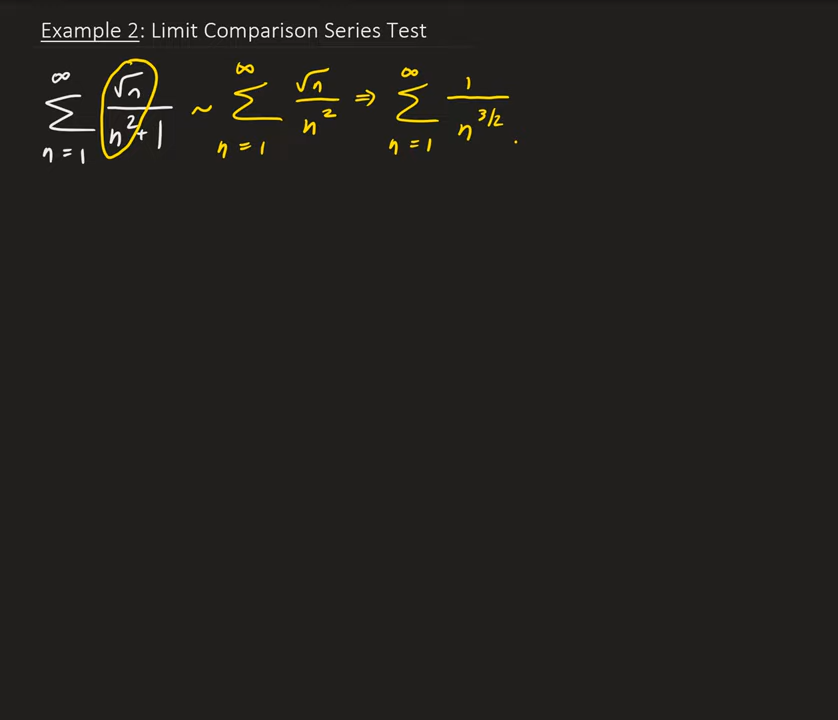 Example 2: Limit Comparison Series Test
∞ ∑ n = 1 √n / n² + 1 ~ ∞ ∑ n = 1 √n / n² ⇒ ∞ ∑ n = 1 1 / n^3/2 .